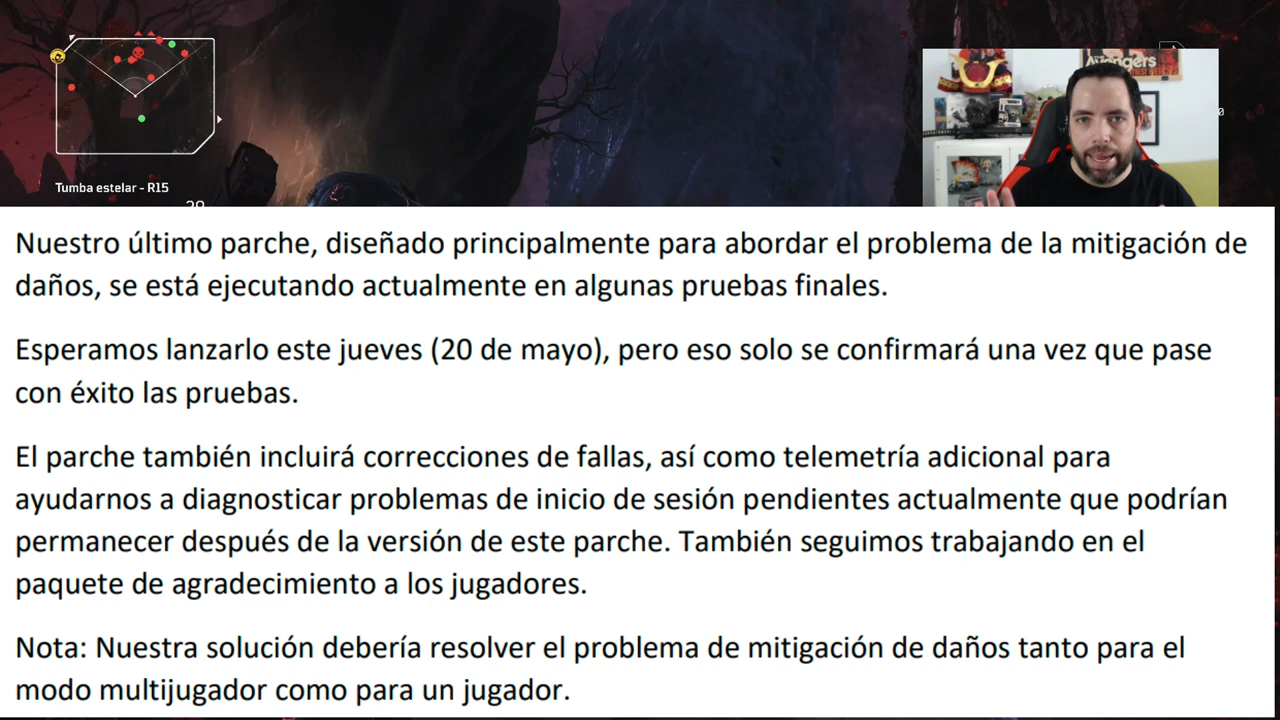 Avengers
Tumba estelar - R15
Nuestro último parche, diseñado principalmente para abordar el problema de la mitigación de
daños, se está ejecutando actualmente en algunas pruebas finales.
Esperamos lanzarlo este jueves (20 de mayo), pero eso solo se confirmará una vez que pase
con éxito las pruebas.
El parche también incluirá correcciones de fallas, así como telemetría adicional para
ayudarnos a diagnosticar problemas de inicio de sesión pendientes actualmente que podrían
permanecer después de la versión de este parche. También seguimos trabajando en el
paquete de agradecimiento a los jugadores.
Nota: Nuestra solución debería resolver el problema de mitigación de daños tanto para el
modo multijugador como para un jugador.